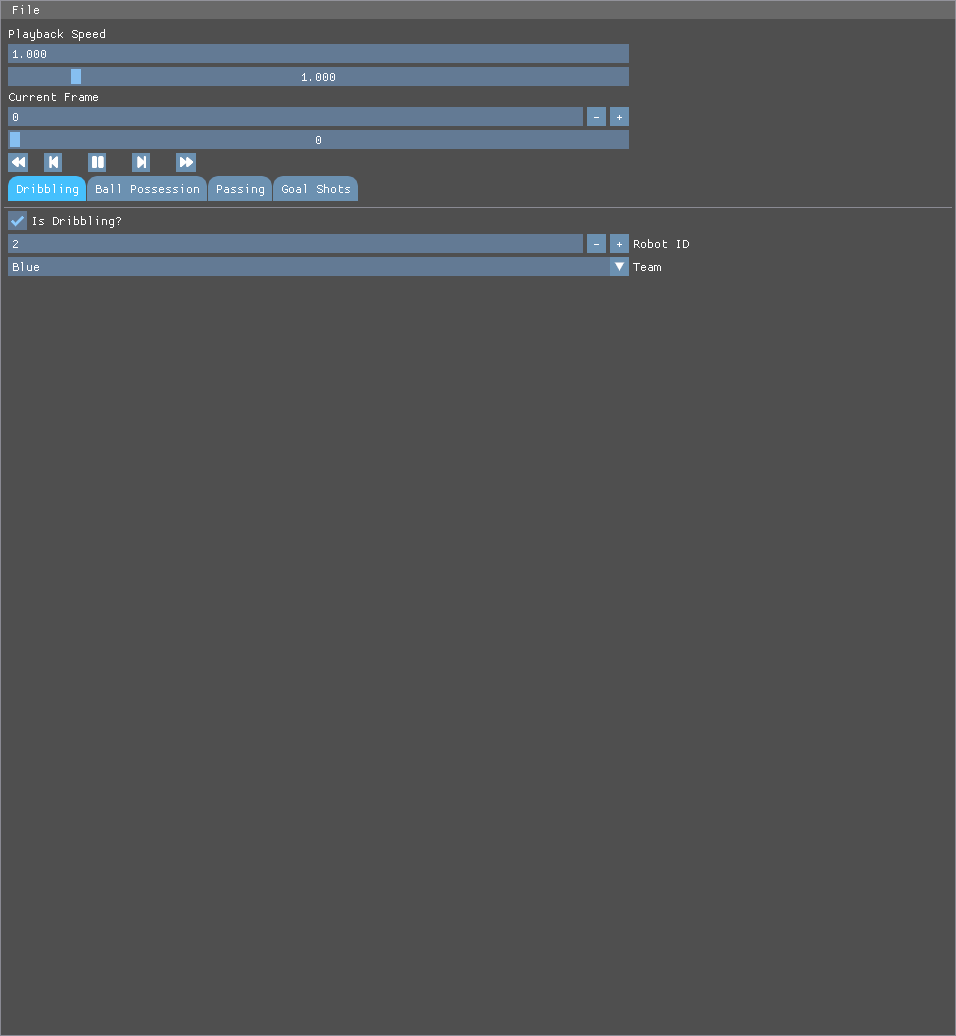 File
Playback Speed
1.000
1.000
Current Frame
0 - +
0
Dribbling Ball Possession Passing Goal Shots
Is Dribbling?
2 - + Robot ID
Blue Team